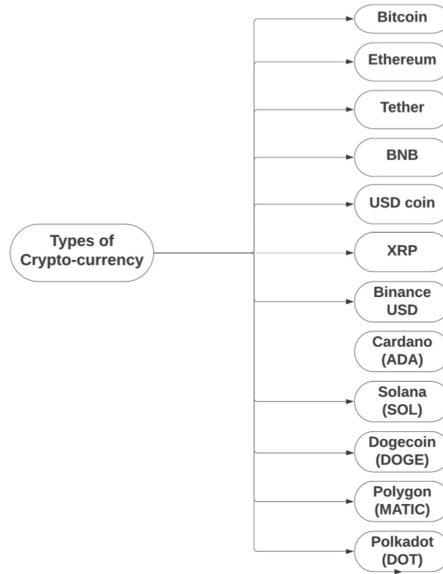 Bitcoin
Ethereum
Tether
BNB
USD coin
Types of
Crypto-currency
XRP
Binance
USD
Cardano
(ADA)
Solana
(SOL)
Dogecoin
(DOGE)
Polygon
(MATIC)
Polkadot
(DOT)